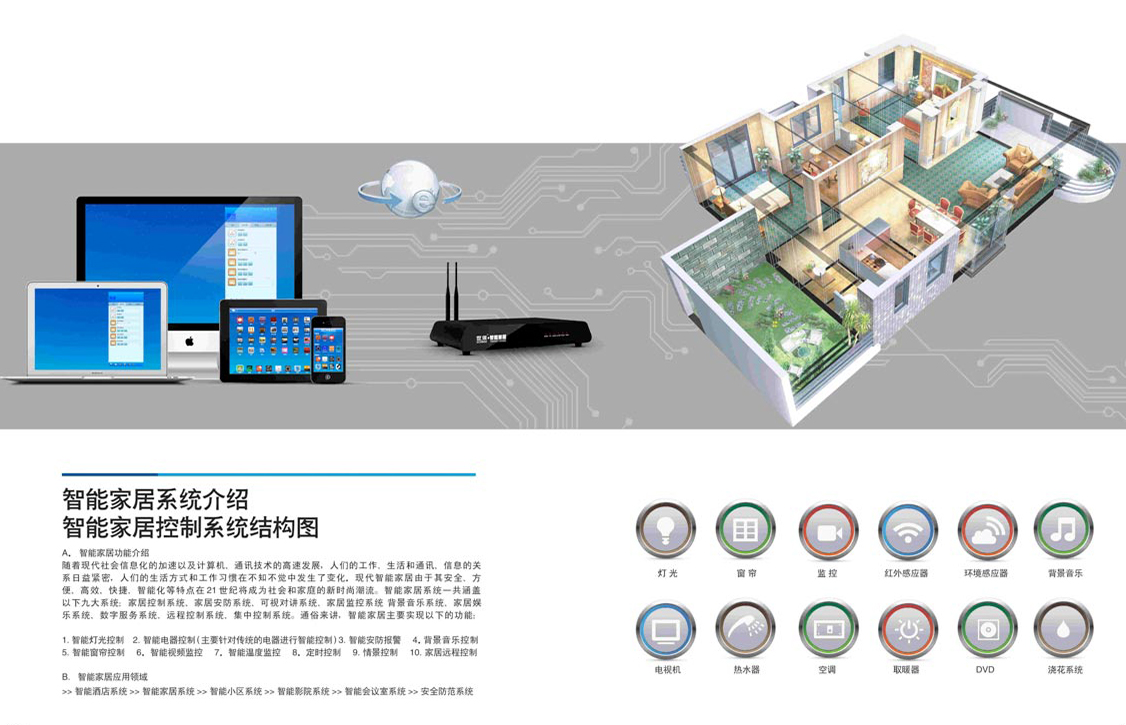 智能家居系统介绍
智能家居控制系统结构图
A. 智能家居功能介绍
随着现代社会信息化的加速以及计算机、通讯技术的高速发展，人们的工作、生活和通讯、信息的关
系日益紧密，人们的生活方式和工作习惯在不知不觉中发生了变化。现代智能家居由于其安全、方
便、高效、快捷、智能化等特点在21世纪将成为社会和家庭的新时尚潮流。智能家居系统一共涵盖
以下九大系统：家居控制系统、家居安防系统、可视对讲系统、家居监控系统 背景音乐系统、家居娱
乐系统、数字服务系统、远程控制系统、集中控制系统。通俗来讲，智能家居主要实现以下的功能：
1. 智能灯光控制 2. 智能电器控制(主要针对传统的电器进行智能控制) 3. 智能安防报警 4. 背景音乐控制
5. 智能窗帘控制 6. 智能视频监控 7. 智能温度监控 8. 定时控制 9. 情景控制 10. 家居远程控制
B. 智能家居应用领域
>> 智能酒店系统 >> 智能家居系统 >> 智能小区系统 >> 智能影院系统 >> 智能会议室系统 >> 安全防范系统
灯 光 窗 帘 监 控 红外感应器 环境感应器 背景音乐
电视机 热水器 空调 取暖器 DVD 浇花系统